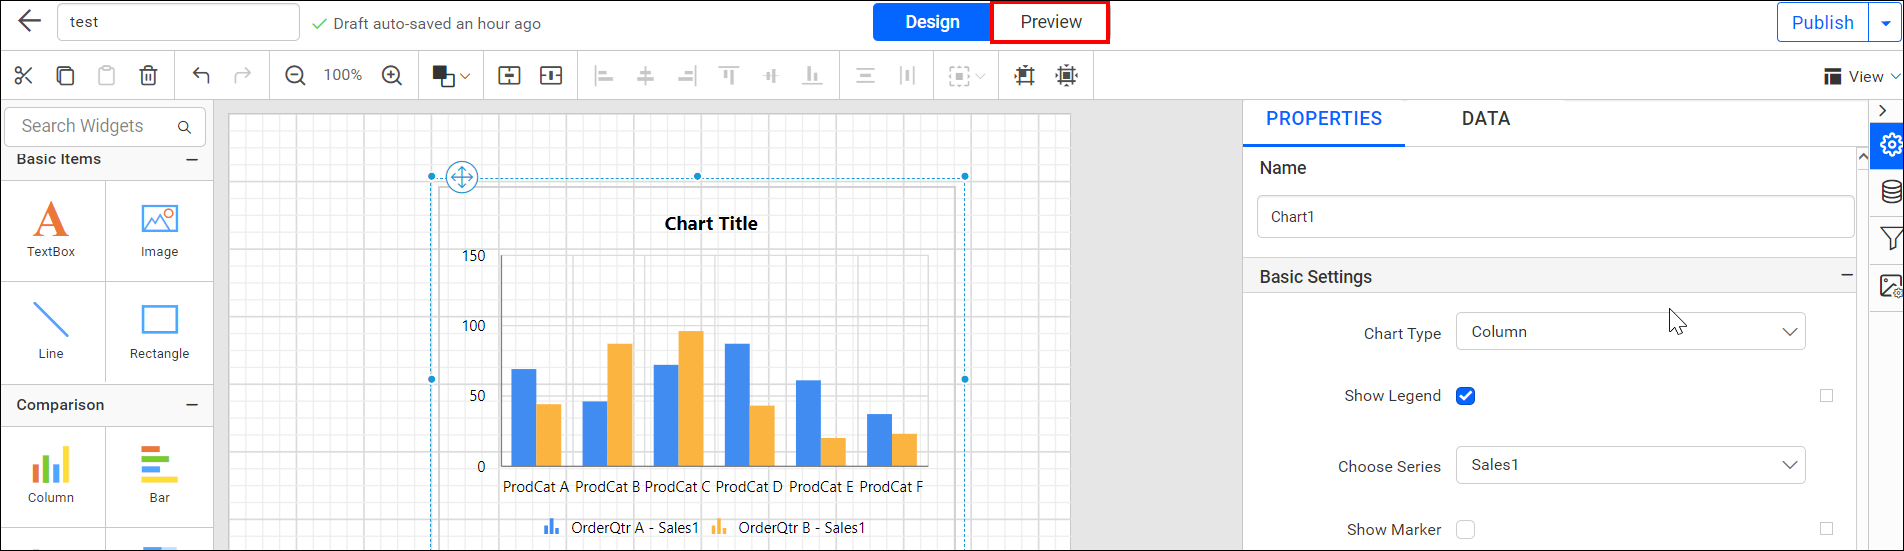 test
Draft auto-saved an hour ago
Design
Preview
Publish
100%
View
Search Widgets
Basic Items
TextBox
Image
Line
Rectangle
Comparison
Column
Bar
Chart Title
150
100
50
0
ProdCat A ProdCat B ProdCat C ProdCat D ProdCat E ProdCat F
OrderQtr A - Sales1 OrderQtr B - Sales1
PROPERTIES
DATA
Name
Chart1
Basic Settings
Chart Type
Column
Show Legend
Choose Series
Sales1
Show Marker